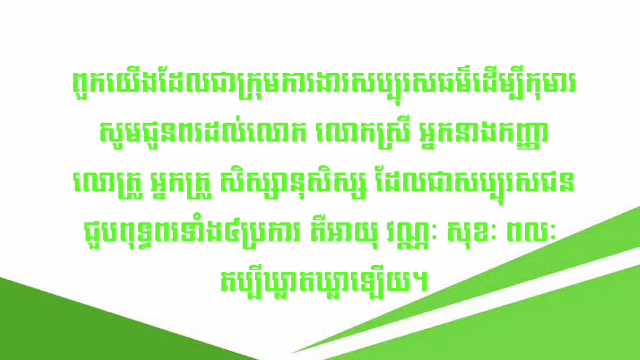 ពួកយើងដែលជាក្រុមការងារសប្បុរសធម៌ដើម្បីកុមារ
សូមជូនពរដល់លោក លោកស្រី អ្នកនាងកញ្ញា
លោគ្រូ អ្នកគ្រូ សិស្សានុសិស្ស ដែលជាសប្បុរសជន
ជួបពុទ្ធពរទាំង៤ប្រការ គឺអាយុ វណ្ណៈ សុខៈ ពលៈ
គប្បីឃ្លាតឃ្លាឡើយ។